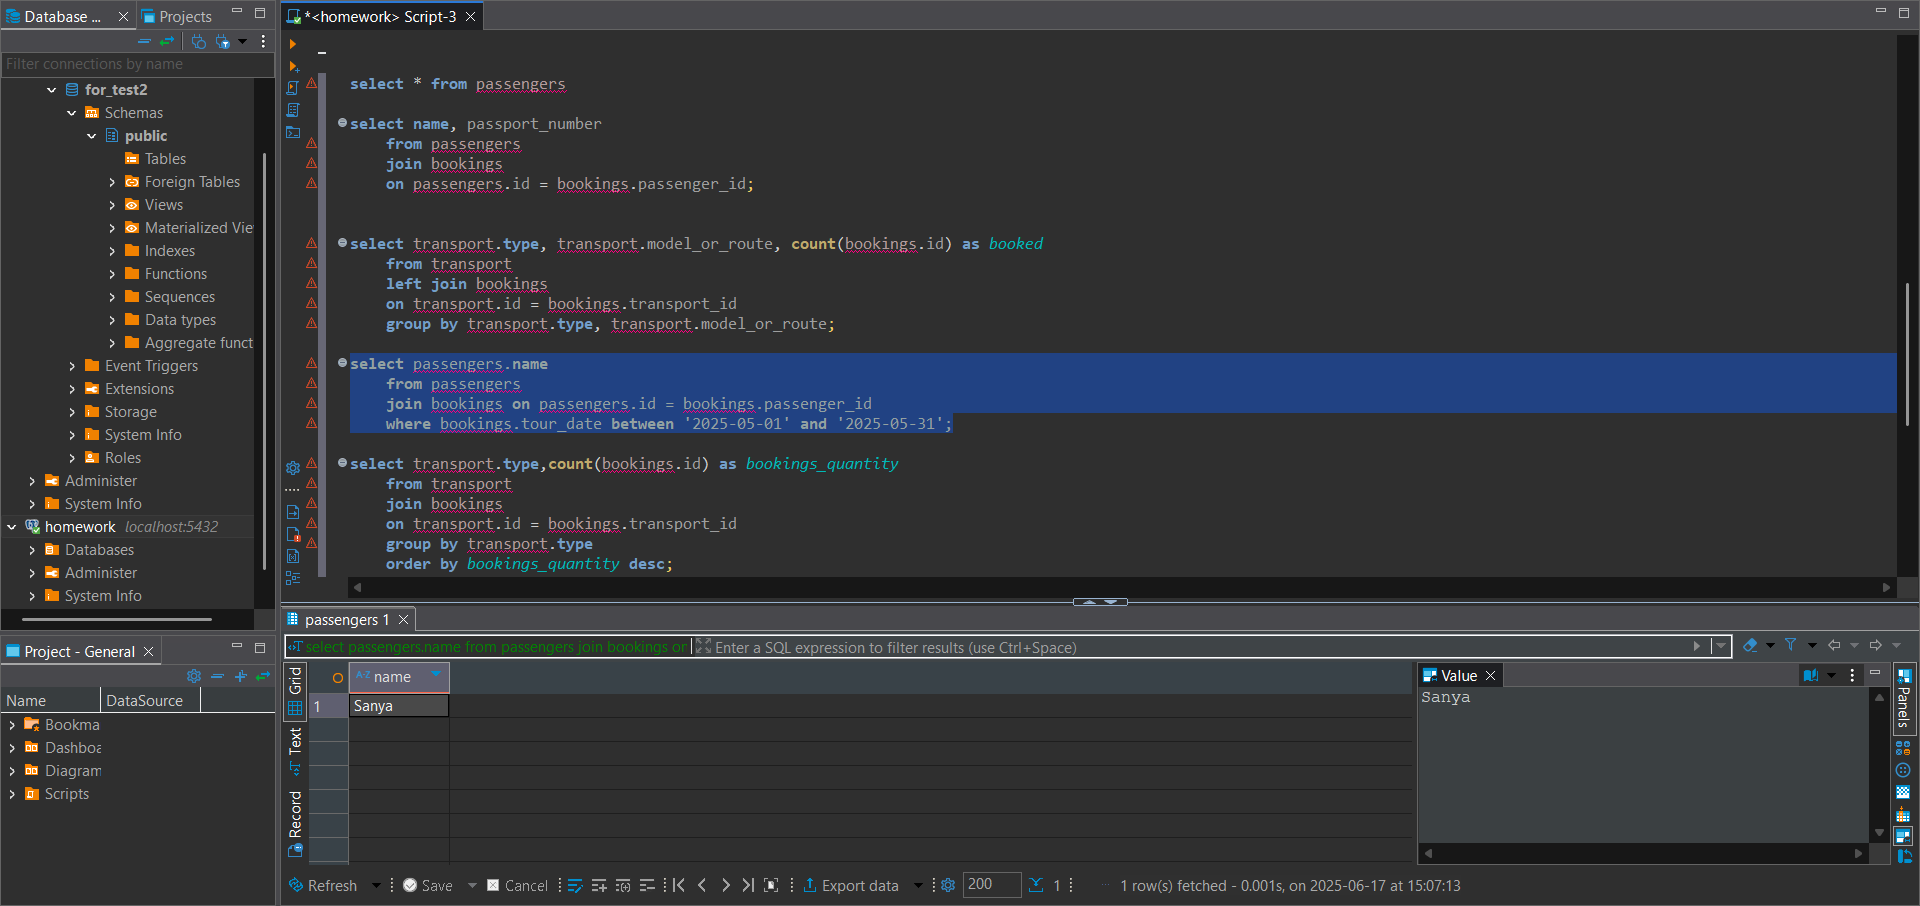 Database ...
Projects
*<homework> Script-3
Filter connections by name
for_test2
Schemas
public
Tables
Foreign Tables
Views
Materialized Vie
Indexes
Functions
Sequences
Data types
Aggregate funct
Event Triggers
Extensions
Storage
System Info
Roles
Administer
System Info
homework localhost:5432
Databases
Administer
System Info
select * from passengers
select name, passport_number
from passengers
join bookings
on passengers.id = bookings.passenger_id;
select transport.type, transport.model_or_route, count(bookings.id) as booked
from transport
left join bookings
on transport.id = bookings.transport_id
group by transport.type, transport.model_or_route;
select passengers.name
from passengers
join bookings on passengers.id = bookings.passenger_id
where bookings.tour_date between '2025-05-01' and '2025-05-31';
select transport.type,count(bookings.id) as bookings_quantity
from transport
join bookings
on transport.id = bookings.transport_id
group by transport.type
order by bookings_quantity desc;
Project - General
Name DataSource
Bookma
Dashboa
Diagram
Scripts
passengers 1
select passengers.name from passengers join bookings on
Enter a SQL expression to filter results (use Ctrl+Space)
Grid
Text
Record
A-Z name
1 Sanya
Value
Sanya
Panels
Refresh
Save
Cancel
Export data
200
1
1 row(s) fetched - 0.001s, on 2025-06-17 at 15:07:13